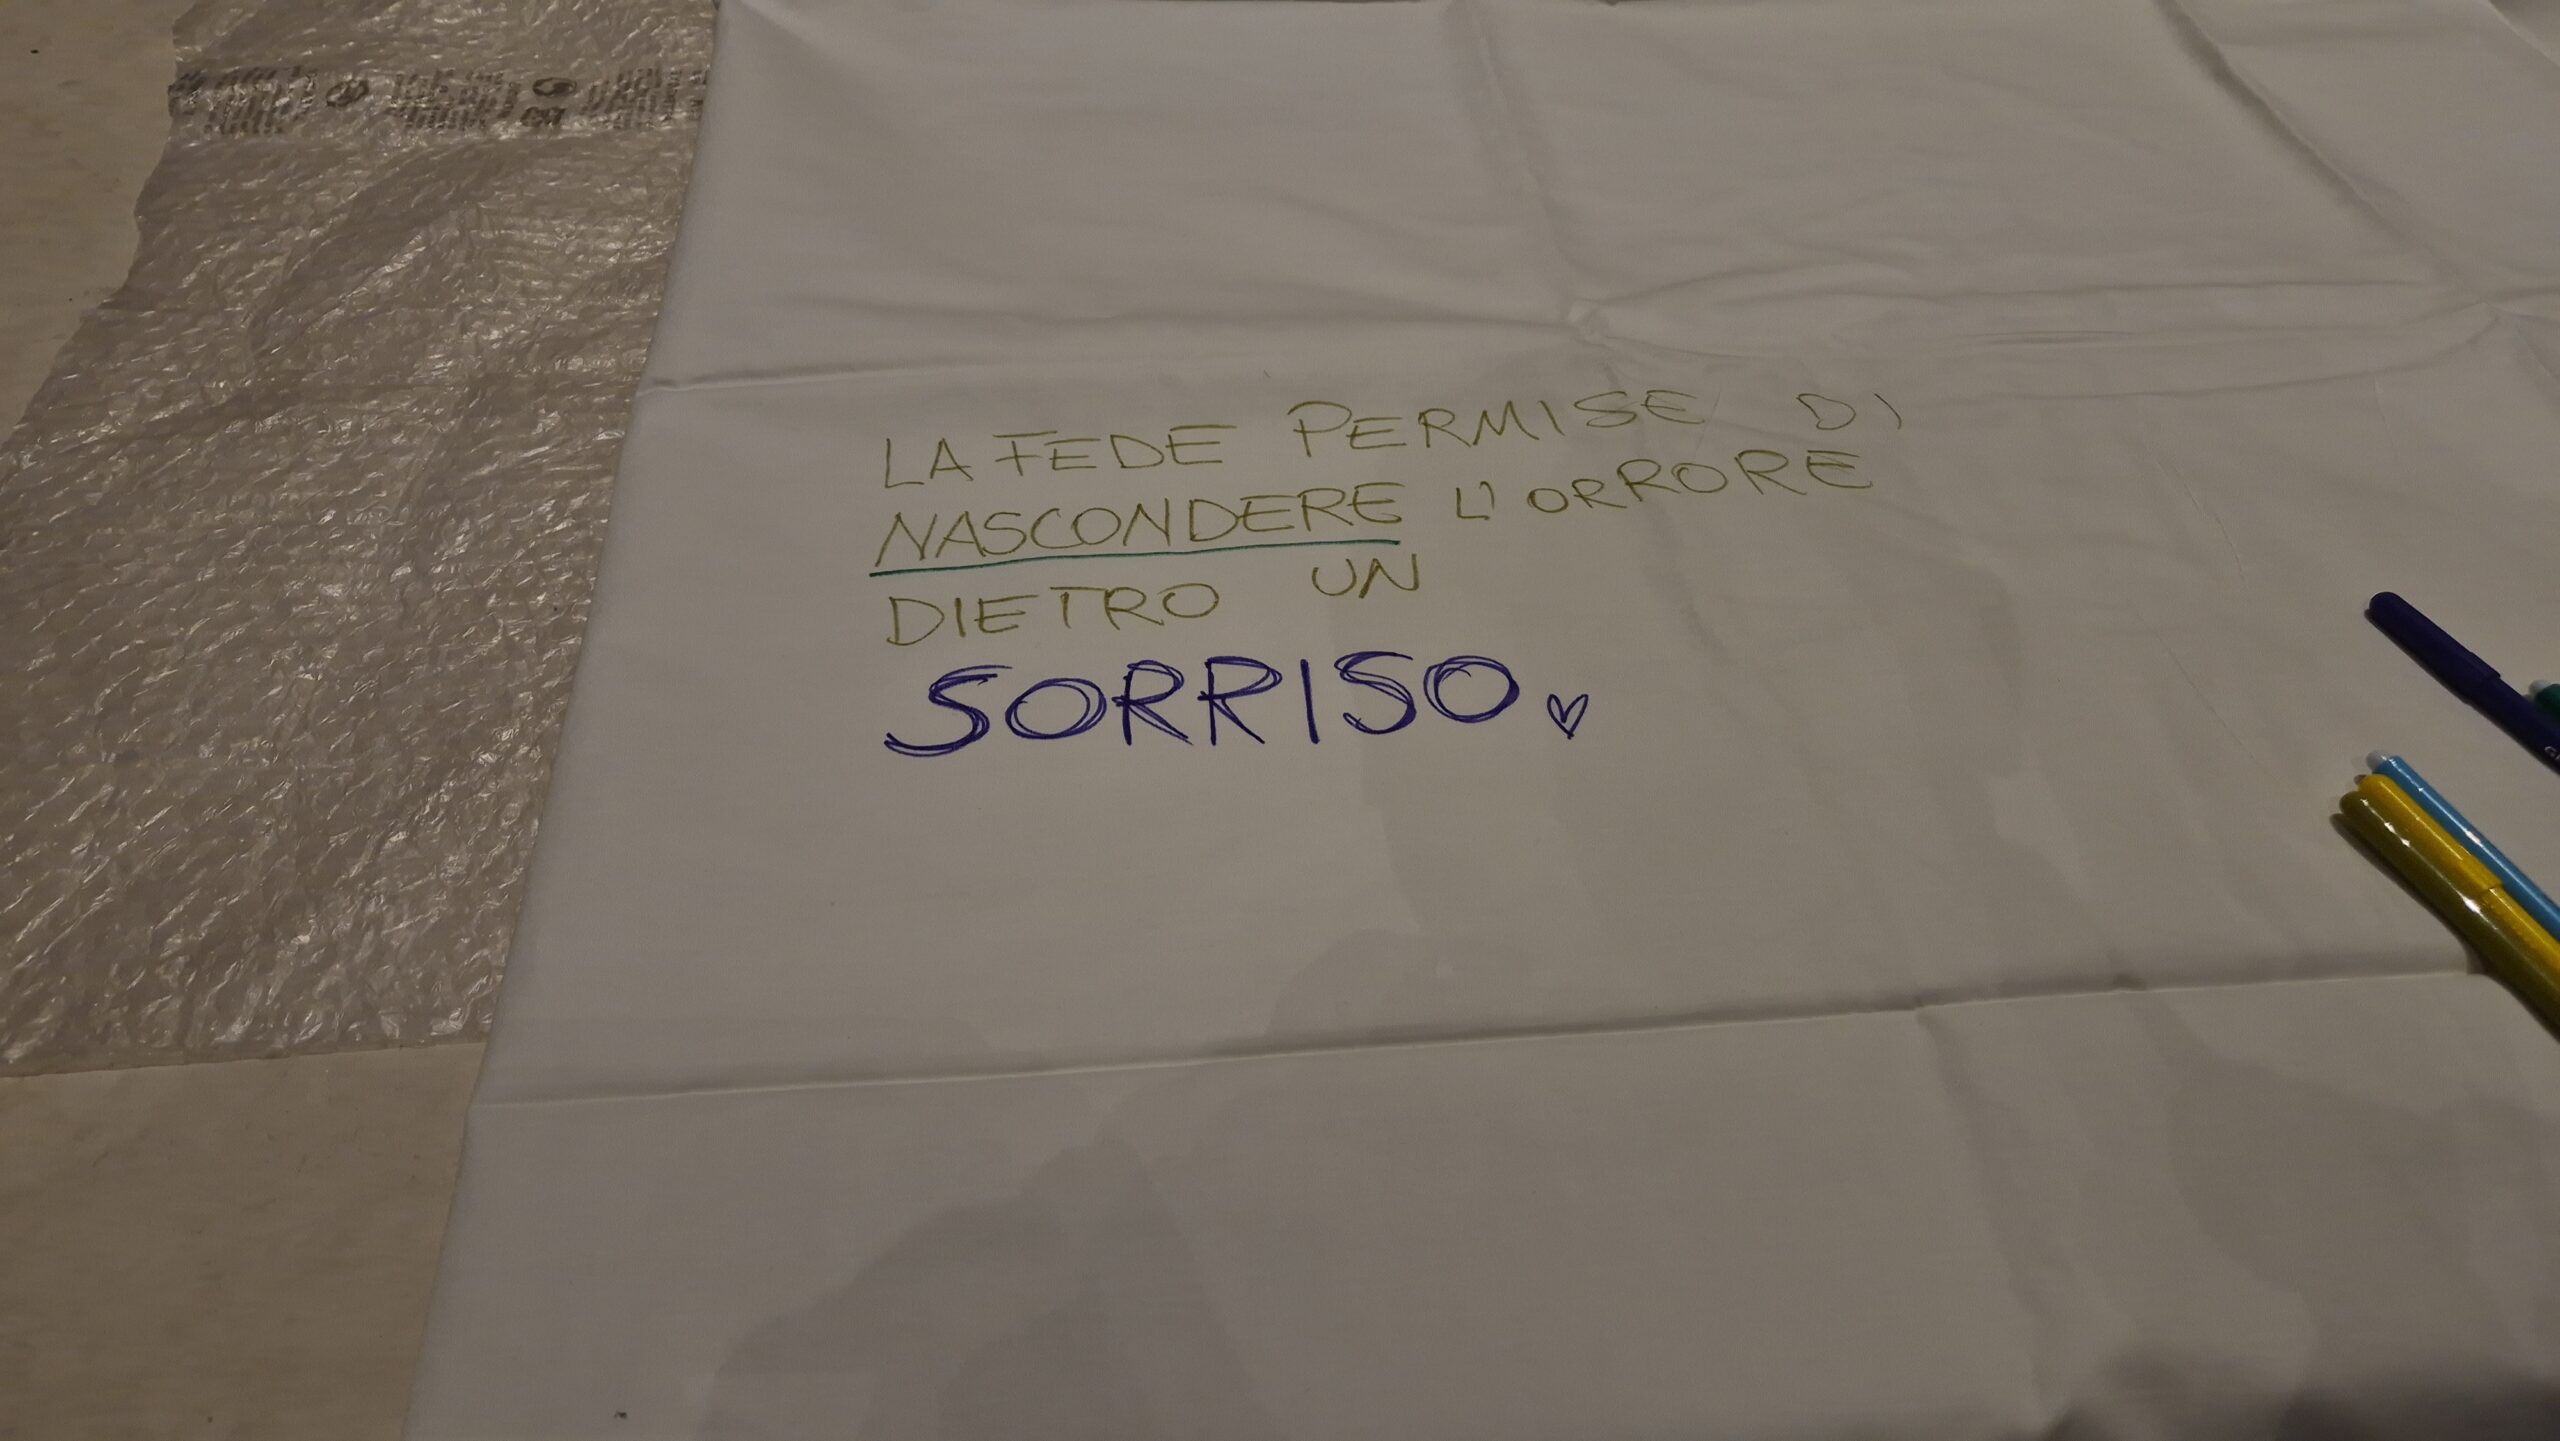 LA FEDE PERMISE DI
NASCONDERE L'ORRORE
DIETRO UN
SORRISO